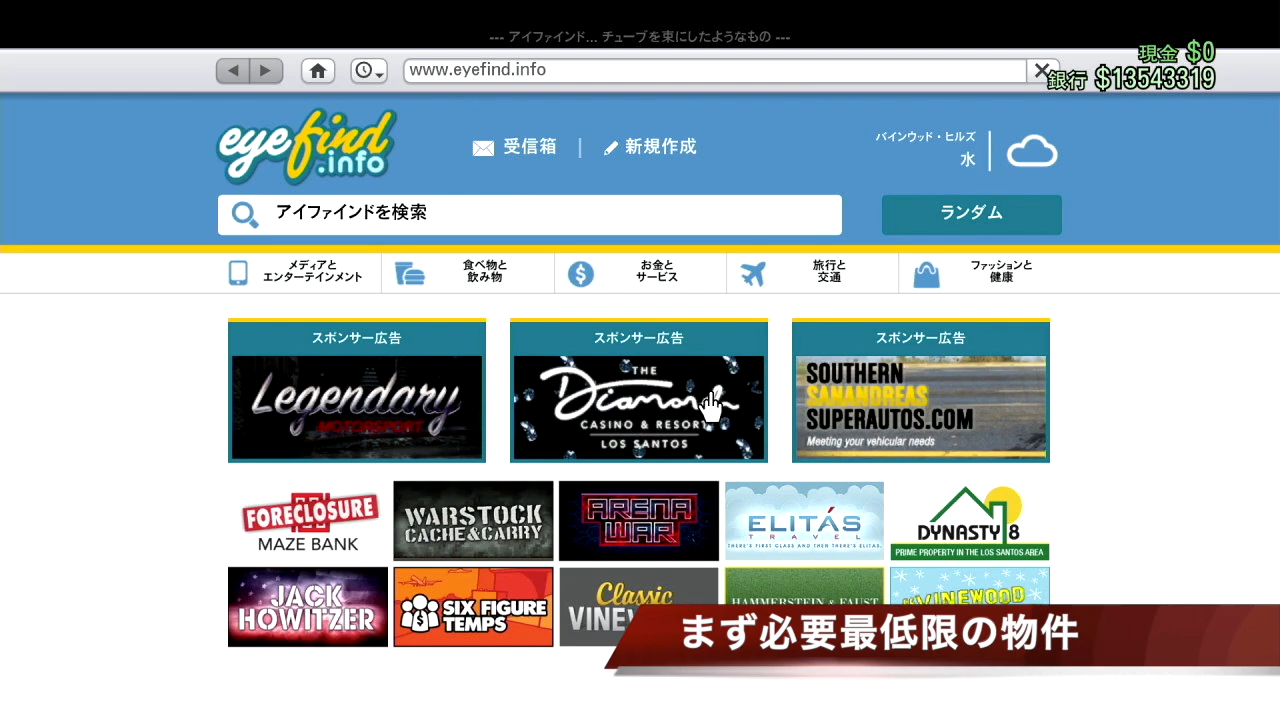 --- アイファインド... チューブを束にしたようなもの ---
現金 $0
www.eyefind.info
銀行 $13543319
eyefind
.info
受信箱
新規作成
パインウッド・ヒルズ
水
アイファインドを検索
ランダム
メディアと
エンターテインメント
食べ物と
飲み物
お金と
サービス
旅行と
交通
ファッションと
健康
スポンサー広告
スポンサー広告
スポンサー広告
Legendary
MOTORSPORT
THE
Diamond
CASINO & RESORT
LOS SANTOS
SOUTHERN
SANANDREAS
SUPERAUTOS.COM
Meeting your vehicular needs
FORECLOSURE
MAZE BANK
WARSTOCK
CACHE&CARRY
ARENA
WAR
ELITÁS
TRAVEL
THERE'S FIRST CLASS AND THEN THERE'S ELITÁS.
DYNASTY 8
PRIME PROPERTY IN THE LOS SANTOS AREA
JACK
HOWITZER
SIX FIGURE
TEMPS
Classic
HAMMERSTEIN & FAUST
VINEWOOD
まず必要最低限の物件